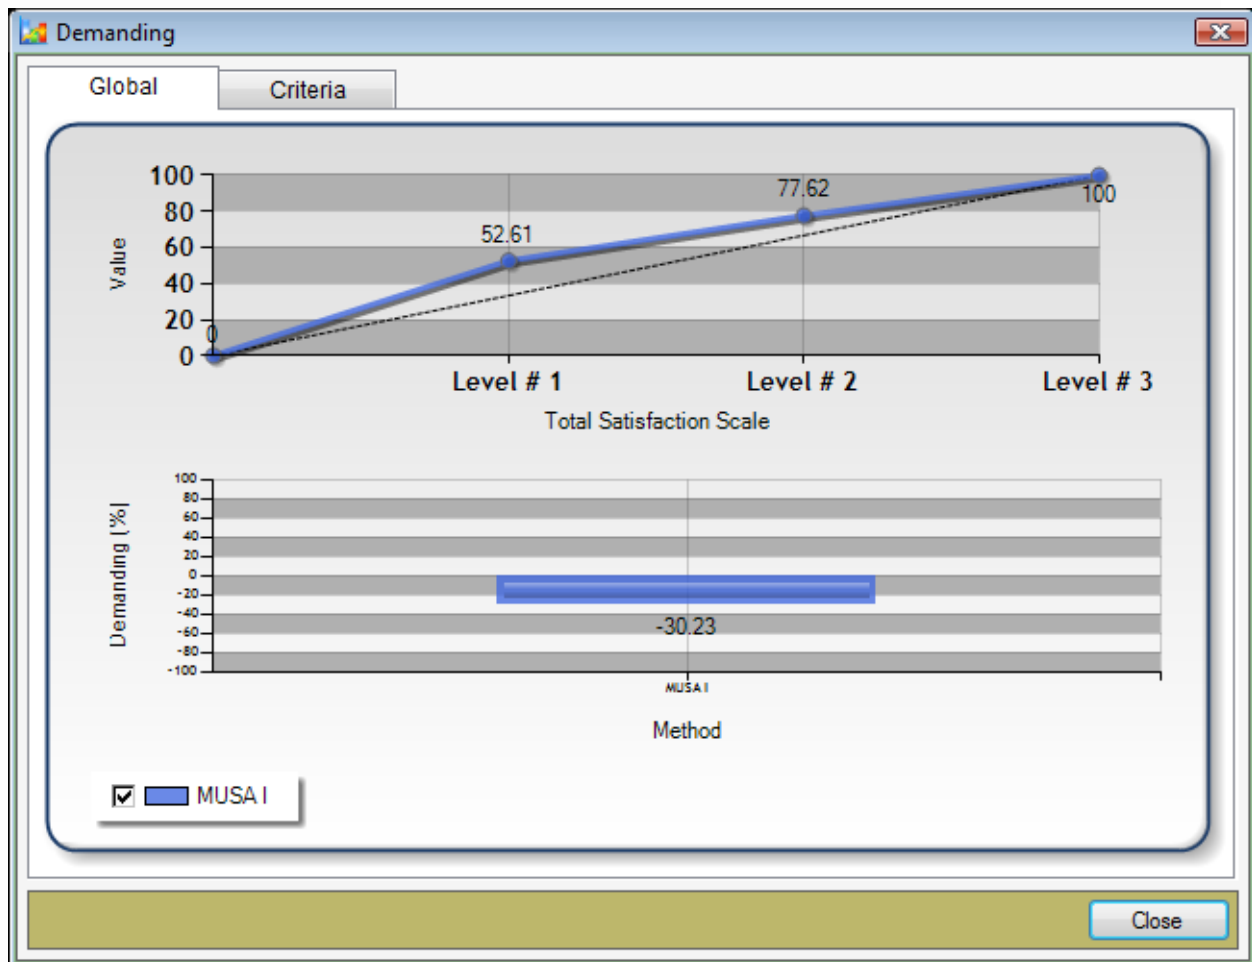 Demanding
Global
Criteria
Value
100
80
60
40
20
0
0
52.61
77.62
100
Level # 1
Level # 2
Level # 3
Total Satisfaction Scale
Demanding (%)
100
80
60
40
20
0
-20
-40
-60
-80
-100
-30.23
MUSA I
Method
MUSA I
Close